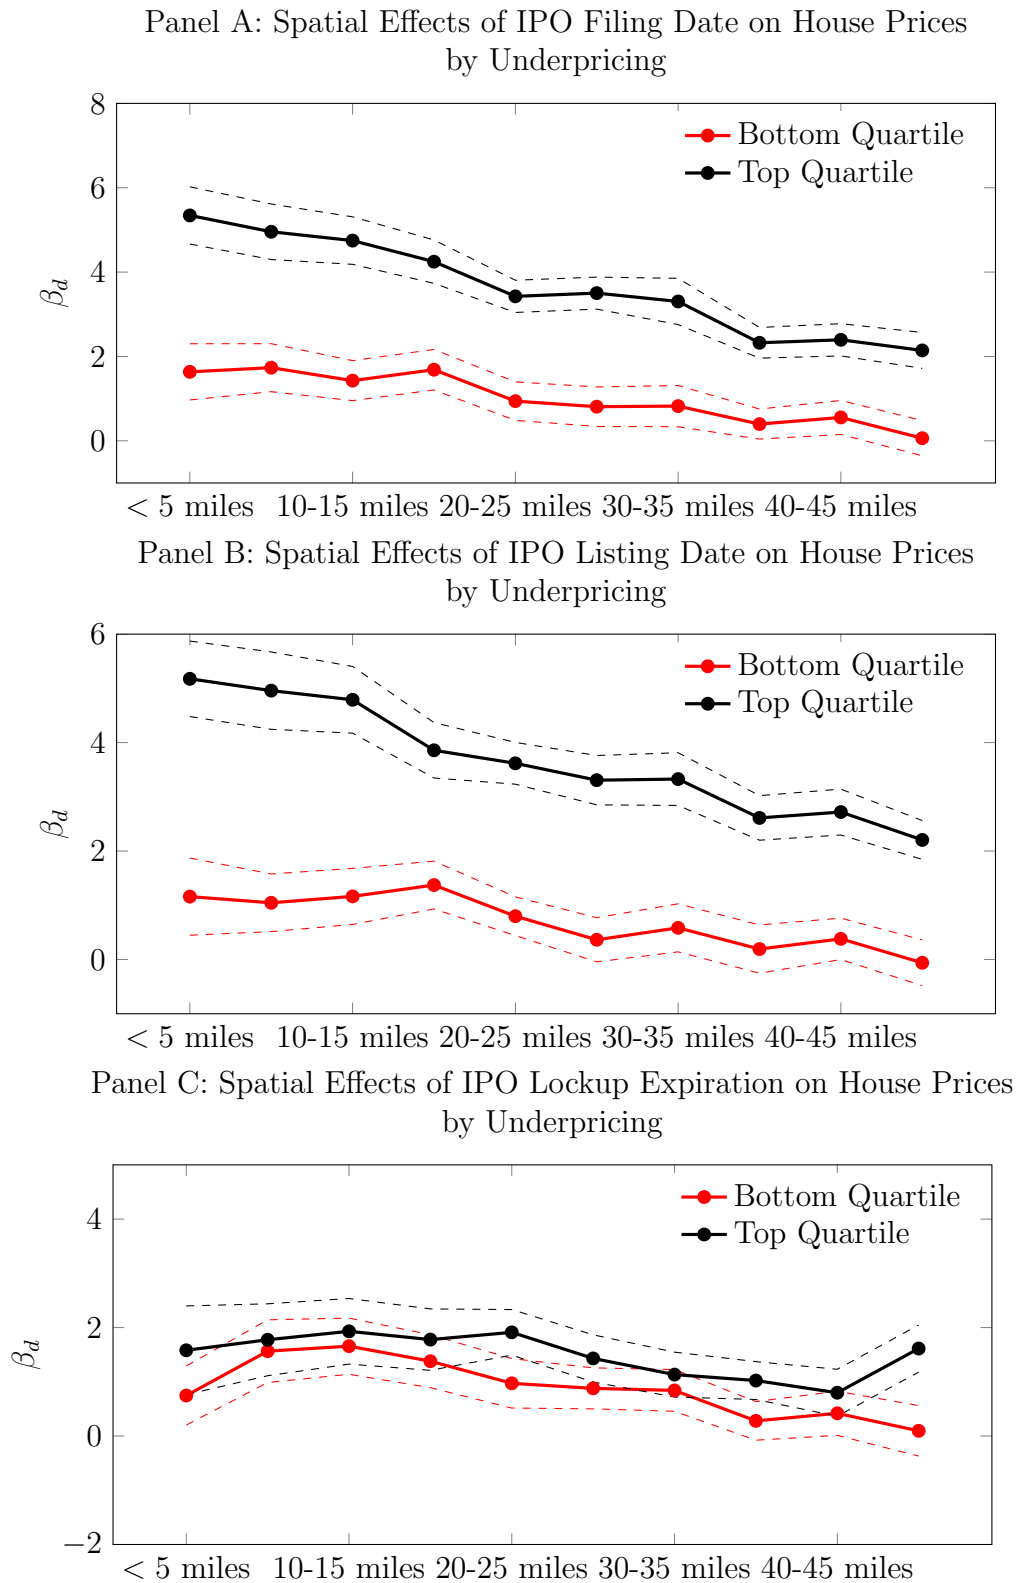 Panel A: Spatial Effects of IPO Filing Date on House Prices
by Underpricing
8
6
4
2
0
β_d
Bottom Quartile
Top Quartile
< 5 miles 10-15 miles 20-25 miles 30-35 miles 40-45 miles
Panel B: Spatial Effects of IPO Listing Date on House Prices
by Underpricing
6
4
2
0
β_d
Bottom Quartile
Top Quartile
< 5 miles 10-15 miles 20-25 miles 30-35 miles 40-45 miles
Panel C: Spatial Effects of IPO Lockup Expiration on House Prices
by Underpricing
4
2
0
−2
β_d
Bottom Quartile
Top Quartile
< 5 miles 10-15 miles 20-25 miles 30-35 miles 40-45 miles